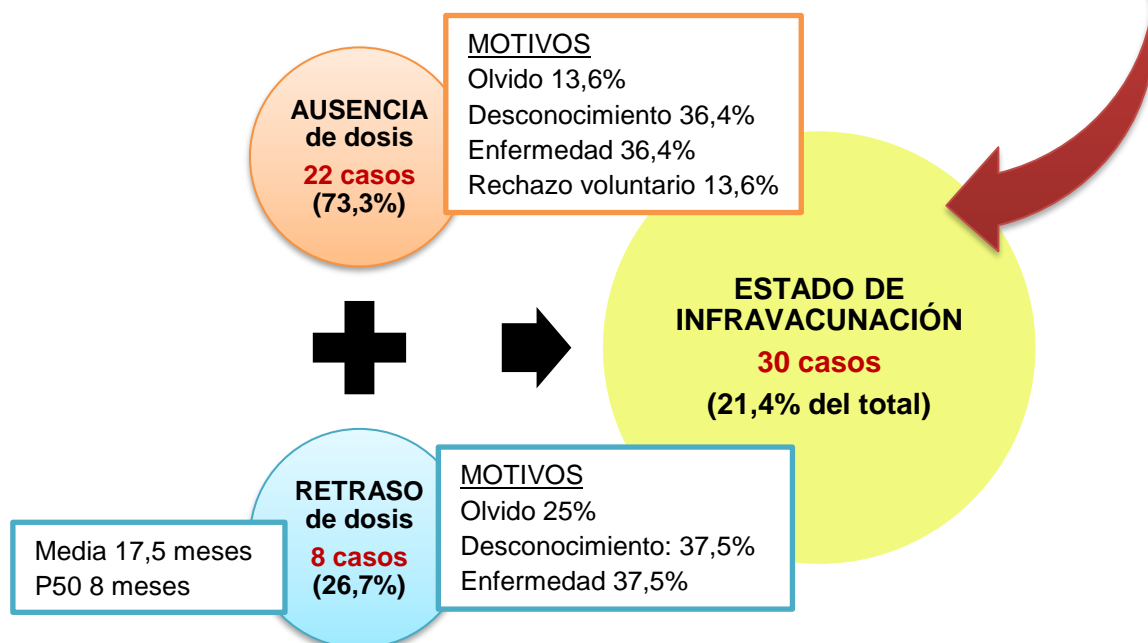 AUSENCIA
de dosis
22 casos
(73,3%)
MOTIVOS
Olvido 13,6%
Desconocimiento 36,4%
Enfermedad 36,4%
Rechazo voluntario 13,6%
ESTADO DE
INFRAVACUNACIÓN
30 casos
(21,4% del total)
RETRASO
de dosis
8 casos
(26,7%)
Media 17,5 meses
P50 8 meses
MOTIVOS
Olvido 25%
Desconocimiento: 37,5%
Enfermedad 37,5%